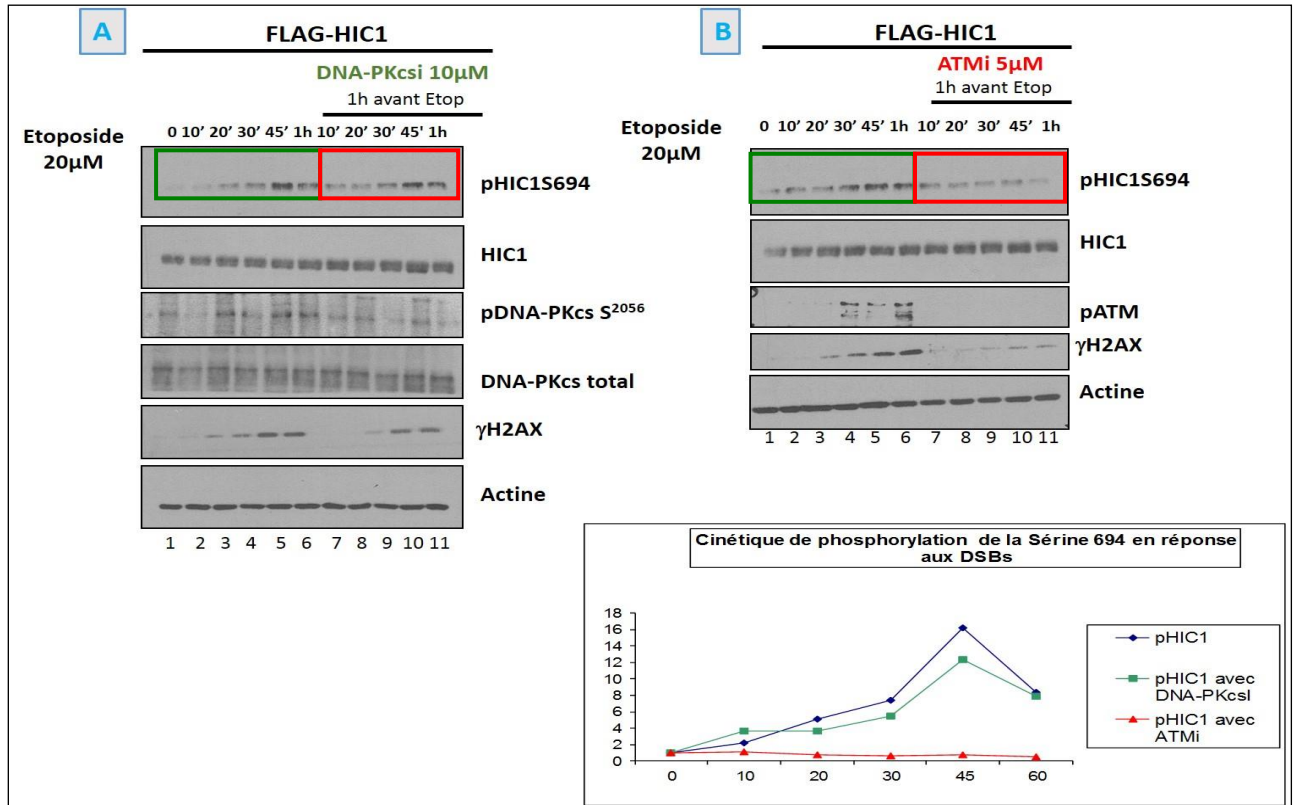 A
FLAG-HIC1
DNA-PKcsi 10µM
1h avant Etop
Etoposide
20µM
0 10' 20' 30' 45' 1h 10' 20' 30' 45' 1h
pHIC1S694
HIC1
pDNA-PKcs S2056
DNA-PKcs total
γH2AX
Actine
1 2 3 4 5 6 7 8 9 10 11
B
FLAG-HIC1
ATMi 5µM
1h avant Etop
Etoposide
20µM
0 10' 20' 30' 45' 1h 10' 20' 30' 45' 1h
pHIC1S694
HIC1
pATM
γH2AX
Actine
1 2 3 4 5 6 7 8 9 10 11
Cinétique de phosphorylation de la Sérine 694 en réponse
aux DSBs
18
16
14
12
10
8
6
4
2
0
0 10 20 30 45 60
pHIC1
pHIC1 avec
DNA-PKcsI
pHIC1 avec
ATMi